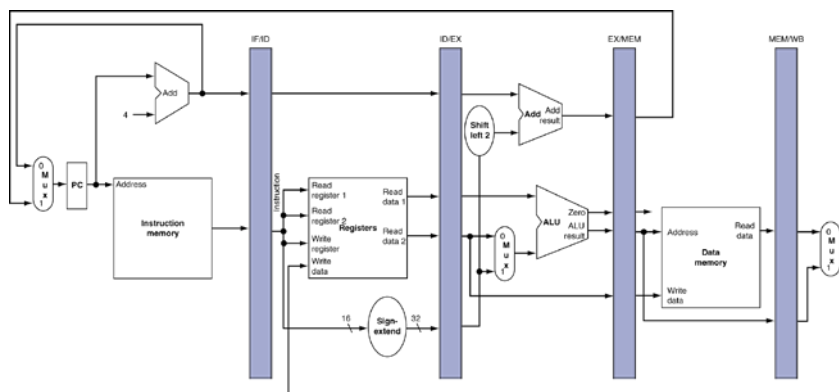 IF/ID
ID/EX
EX/MEM
MEM/WB
Add
4
Shift
left 2
Add
Add
result
0
M
u
x
1
PC
Address
Instruction
memory
Instruction
Read
register 1
Read
register 2
Write
register
Write
data
Registers
Read
data 1
Read
data 2
0
M
u
x
1
ALU
Zero
ALU
result
Address
Read
data
Data
memory
Write
data
0
M
u
x
1
16
Sign-
extend
32